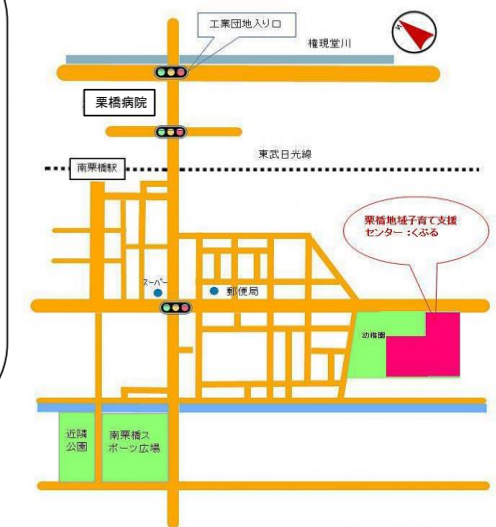 工業団地入り口
権現堂川
N
栗橋病院
東武日光線
南栗橋駅
栗橋地域子育て支援
センター：くぷる
スーパー
郵便局
幼稚園
近隣
公園
南栗橋ス
ポーツ広場